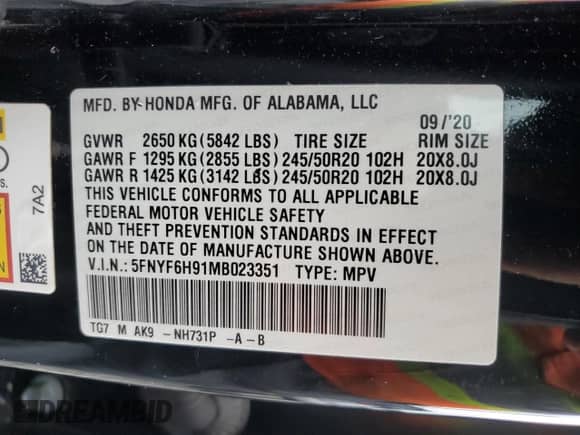 MFD. BY HONDA MFG. OF ALABAMA, LLC
09/'20
GVWR 2650 KG (5842 LBS) TIRE SIZE RIM SIZE
GAWR F 1295 KG (2855 LBS) 245/50R20 102H 20X8.0J
GAWR R 1425 KG (3142 LBS) 245/50R20 102H 20X8.0J
THIS VEHICLE CONFORMS TO ALL APPLICABLE
FEDERAL MOTOR VEHICLE SAFETY
AND THEFT PREVENTION STANDARDS IN EFFECT
ON THE DATE OF MANUFACTURE SHOWN ABOVE.
V.I.N.: 5FNYF6H91MB023351 TYPE: MPV
TG7 M AK9 -NH731P -A-B
7A2
s.
N
DREAMBID